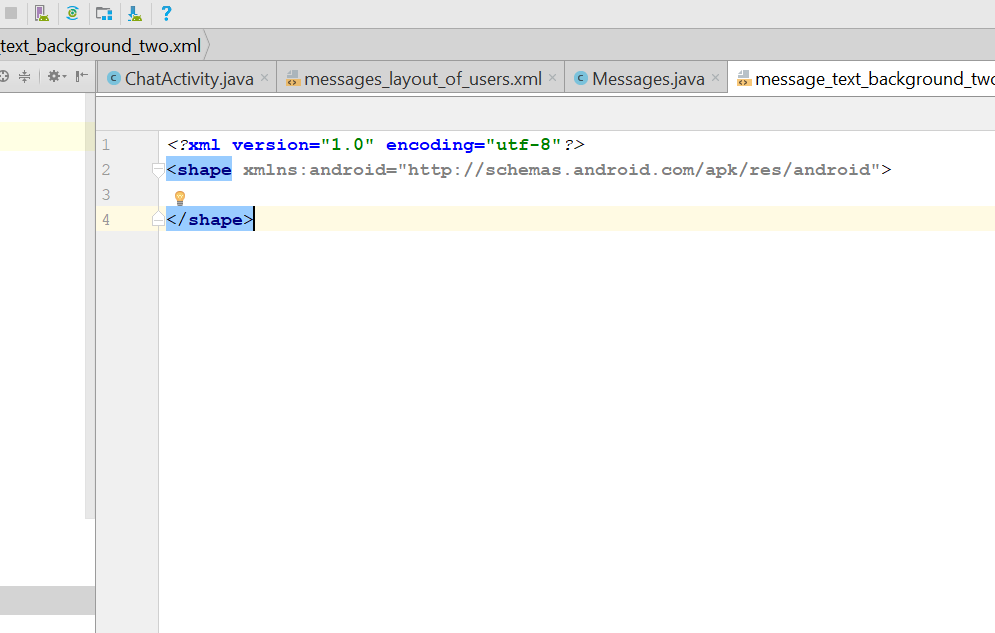 ?
text_background_two.xml
ChatActivity.java messages_layout_of_users.xml Messages.java message_text_background_two
1 <?xml version="1.0" encoding="utf-8"?>
2 <shape xmlns:android="http://schemas.android.com/apk/res/android">
3
4 </shape>